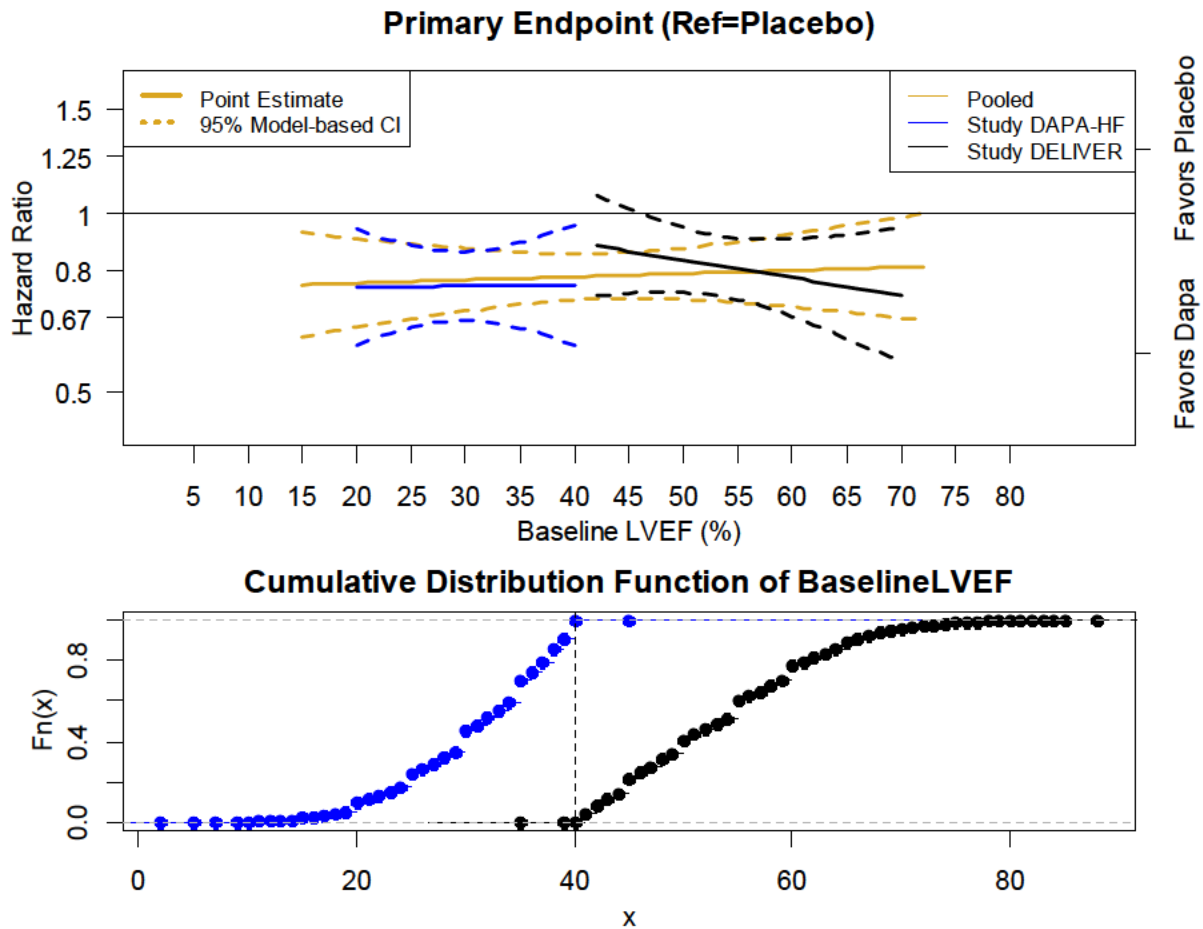 Primary Endpoint (Ref=Placebo)
Point Estimate
95% Model-based CI
Pooled
Study DAPA-HF
Study DELIVER
Hazard Ratio
1.5
1.25
1
0.8
0.67
0.5
Favors Placebo
Favors Dapa
5 10 15 20 25 30 35 40 45 50 55 60 65 70 75 80
Baseline LVEF (%)
Cumulative Distribution Function of BaselineLVEF
Fn(x)
0.8
0.4
0.0
0 20 40 60 80
x